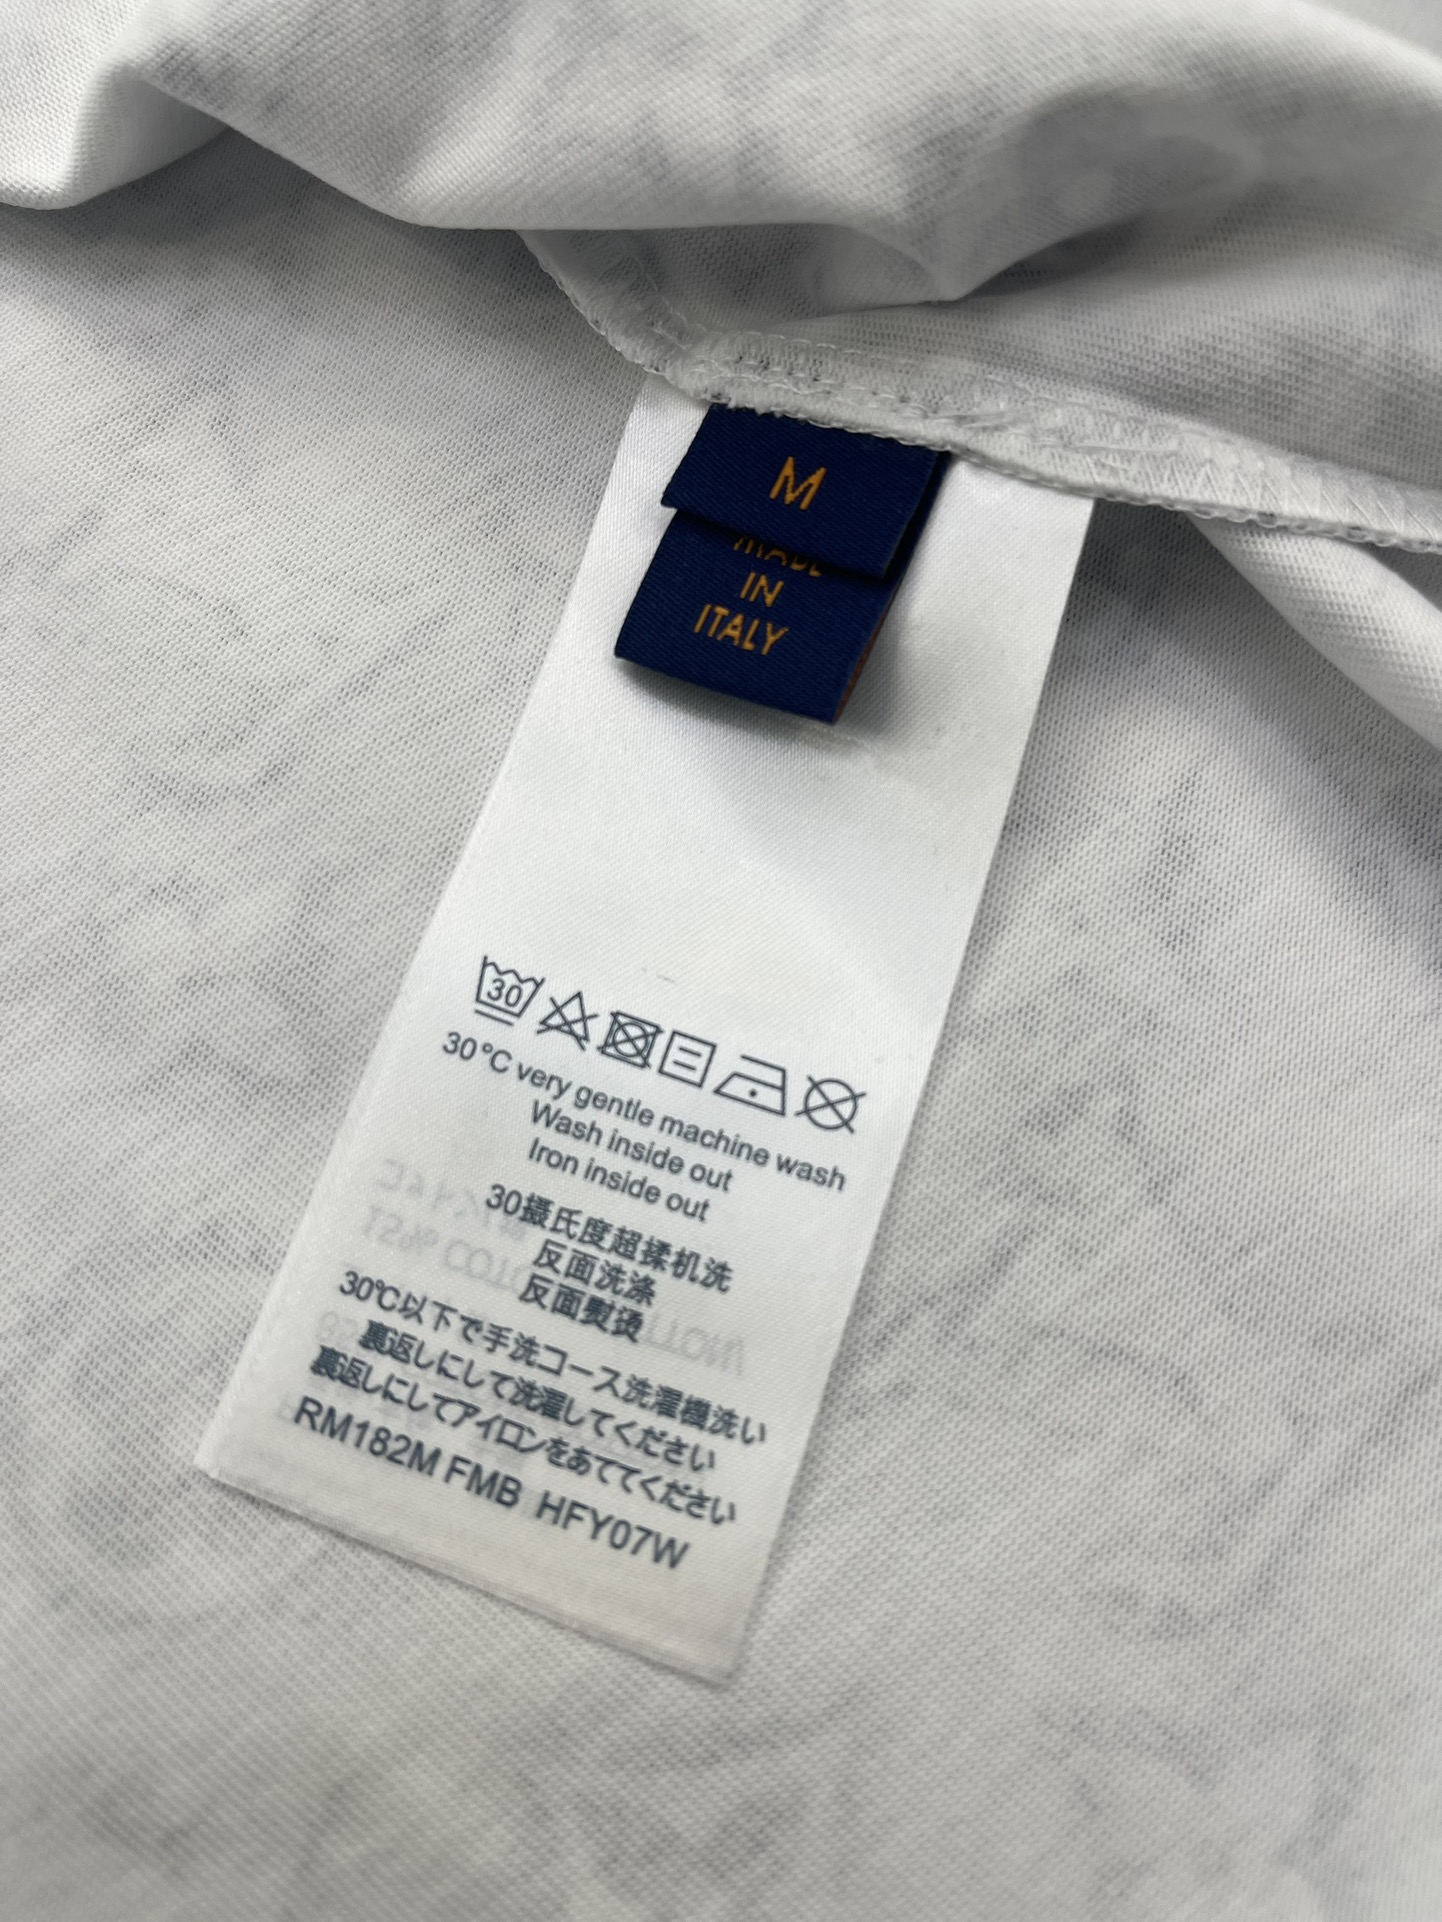 M
MADE
IN
ITALY
30
30°C very gentle machine wash
Wash inside out
Iron inside out
30摄氏度超揉机洗
反面洗涤
反面熨烫
30℃以下で手洗コース洗濯機洗い
裏返しにして洗濯してください
裏返しにしてアイロンをあててください
RM182M FMB HFY07W